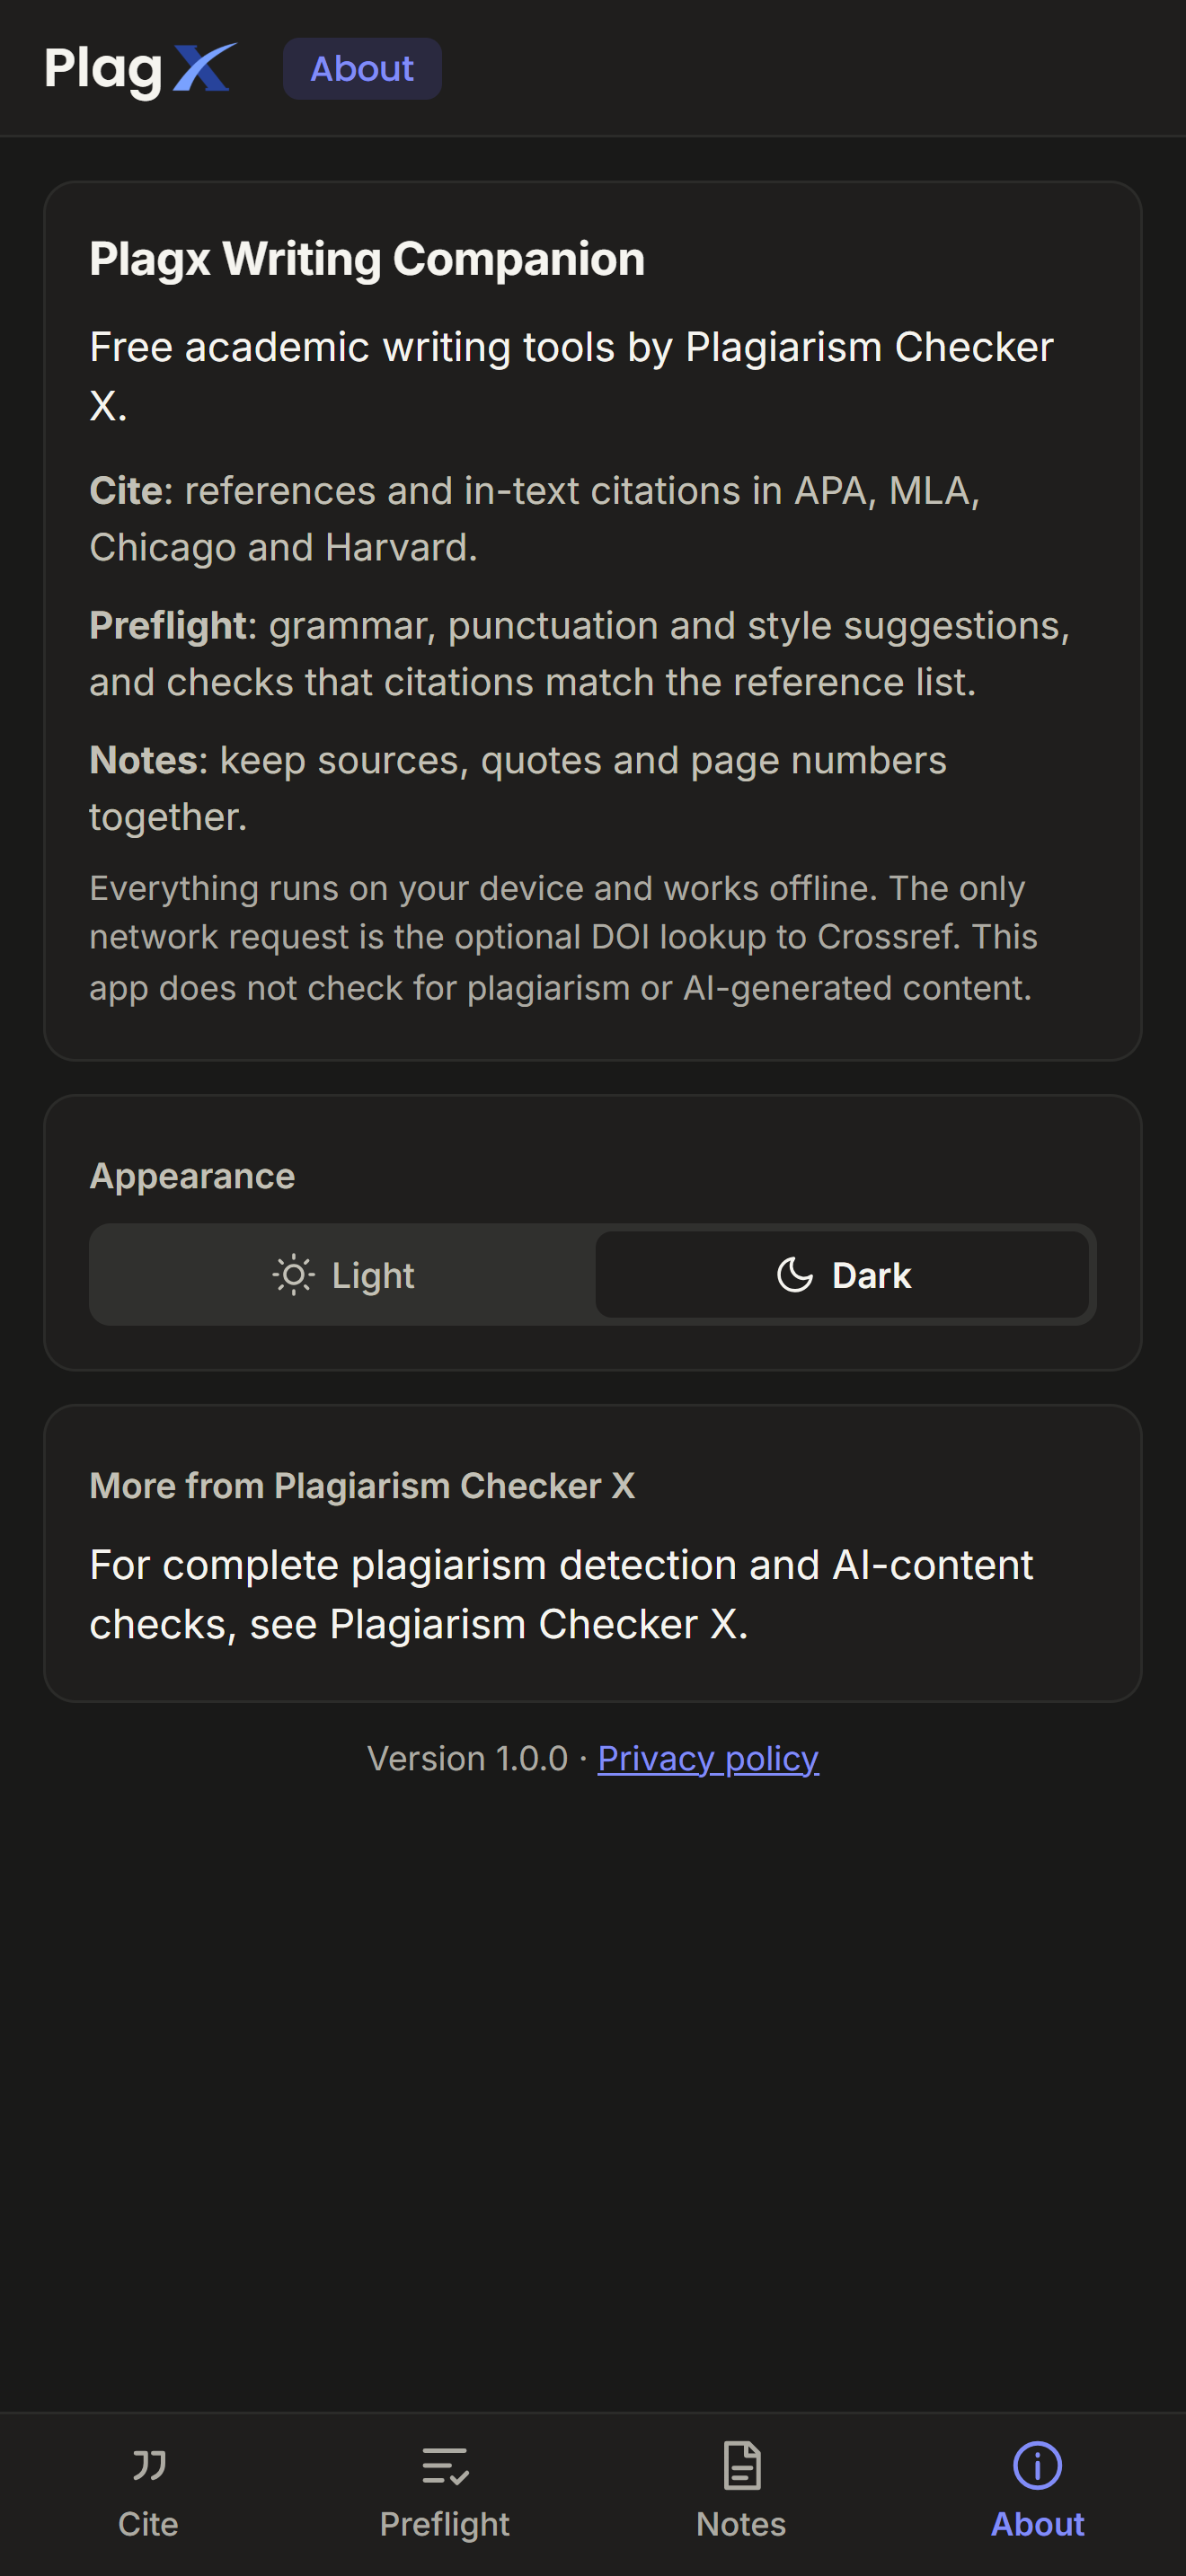 PlagX
About
Plagx Writing Companion
Free academic writing tools by Plagiarism Checker
X.
Cite: references and in-text citations in APA, MLA,
Chicago and Harvard.
Preflight: grammar, punctuation and style suggestions,
and checks that citations match the reference list.
Notes: keep sources, quotes and page numbers
together.
Everything runs on your device and works offline. The only
network request is the optional DOI lookup to Crossref. This
app does not check for plagiarism or AI-generated content.
Appearance
Light
Dark
More from Plagiarism Checker X
For complete plagiarism detection and AI-content
checks, see Plagiarism Checker X.
Version 1.0.0 · Privacy policy
Cite
Preflight
Notes
About